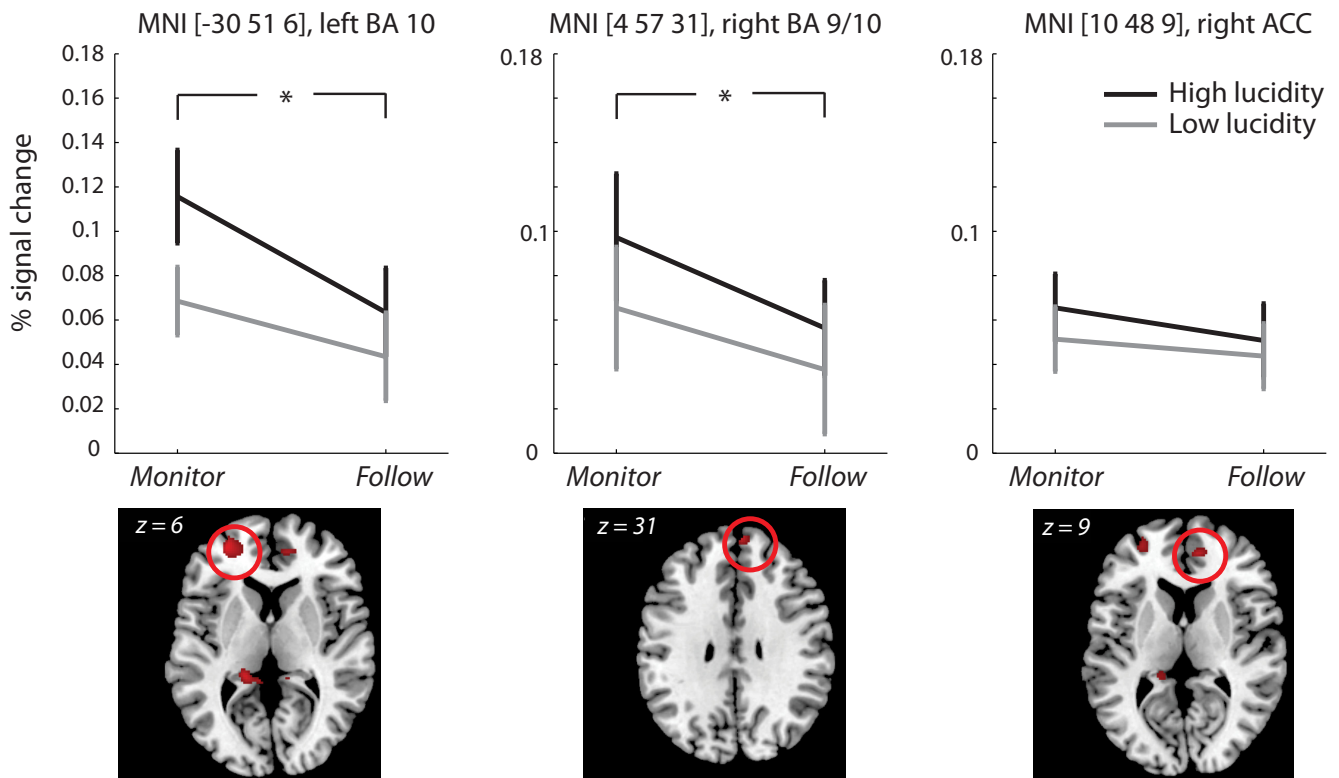 MNI [-30 51 6], left BA 10
MNI [4 57 31], right BA 9/10
MNI [10 48 9], right ACC
% signal change
0.18
0.16
0.14
0.12
0.1
0.08
0.06
0.04
0.02
0
*
Monitor
Follow
0.18
0.1
0
*
Monitor
Follow
0.18
0.1
0
High lucidity
Low lucidity
Monitor
Follow
z = 6
z = 31
z = 9